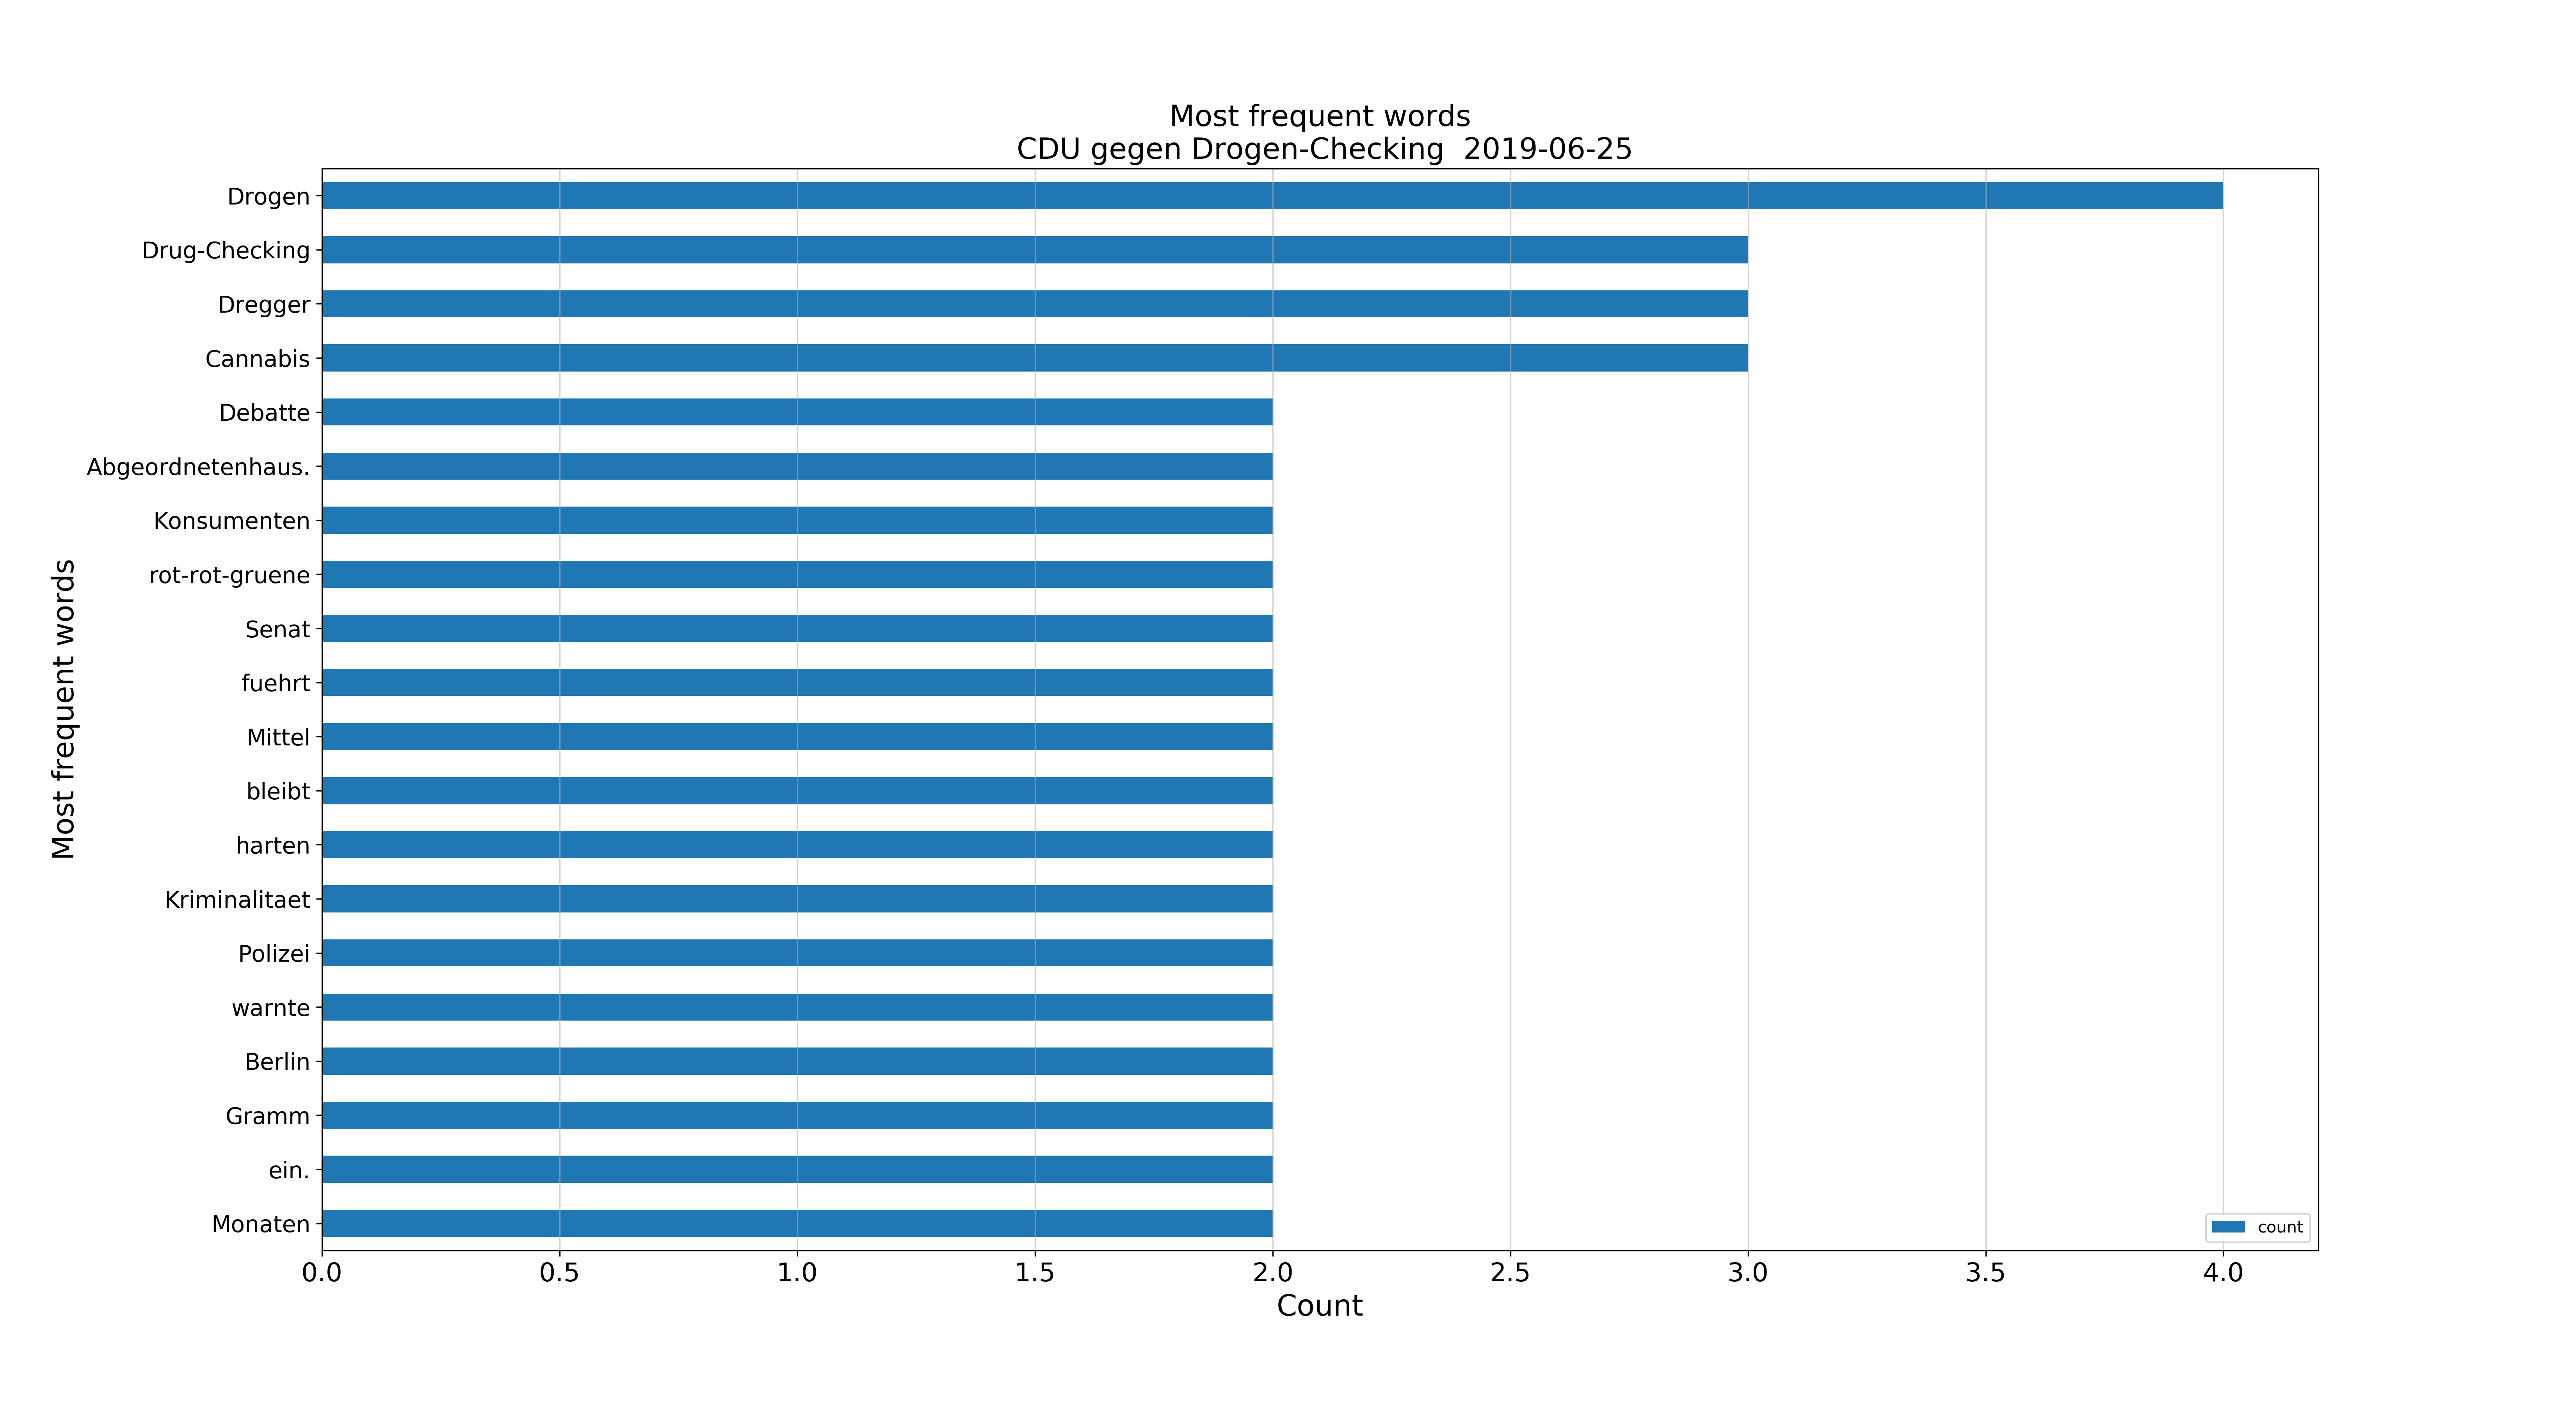 Most frequent words
CDU gegen Drogen-Checking  2019-06-25
Drogen
Drug-Checking
Dregger
Cannabis
Debatte
Abgeordnetenhaus.
Konsumenten
rot-rot-gruene
Senat
fuehrt
Mittel
bleibt
harten
Kriminalitaet
Polizei
warnte
Berlin
Gramm
ein.
Monaten
Most frequent words
count
0.0 0.5 1.0 1.5 2.0 2.5 3.0 3.5 4.0
Count